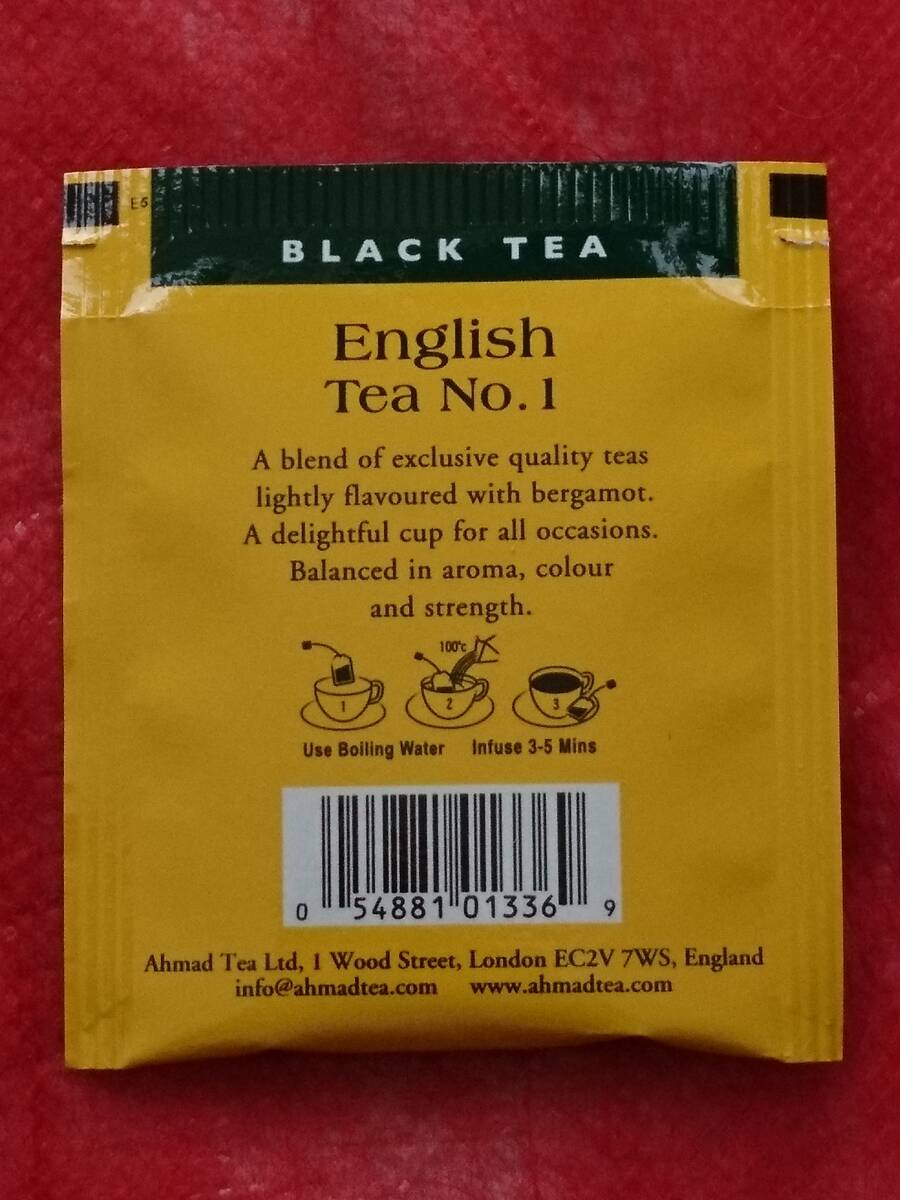 E5
BLACK TEA
English
Tea No.1
A blend of exclusive quality teas
lightly flavoured with bergamot.
A delightful cup for all occasions.
Balanced in aroma, colour
and strength.
100°c
1 2 3
Use Boiling Water Infuse 3-5 Mins
0 54881 01336 9
Ahmad Tea Ltd, 1 Wood Street, London EC2V 7WS, England
info@ahmadtea.com www.ahmadtea.com